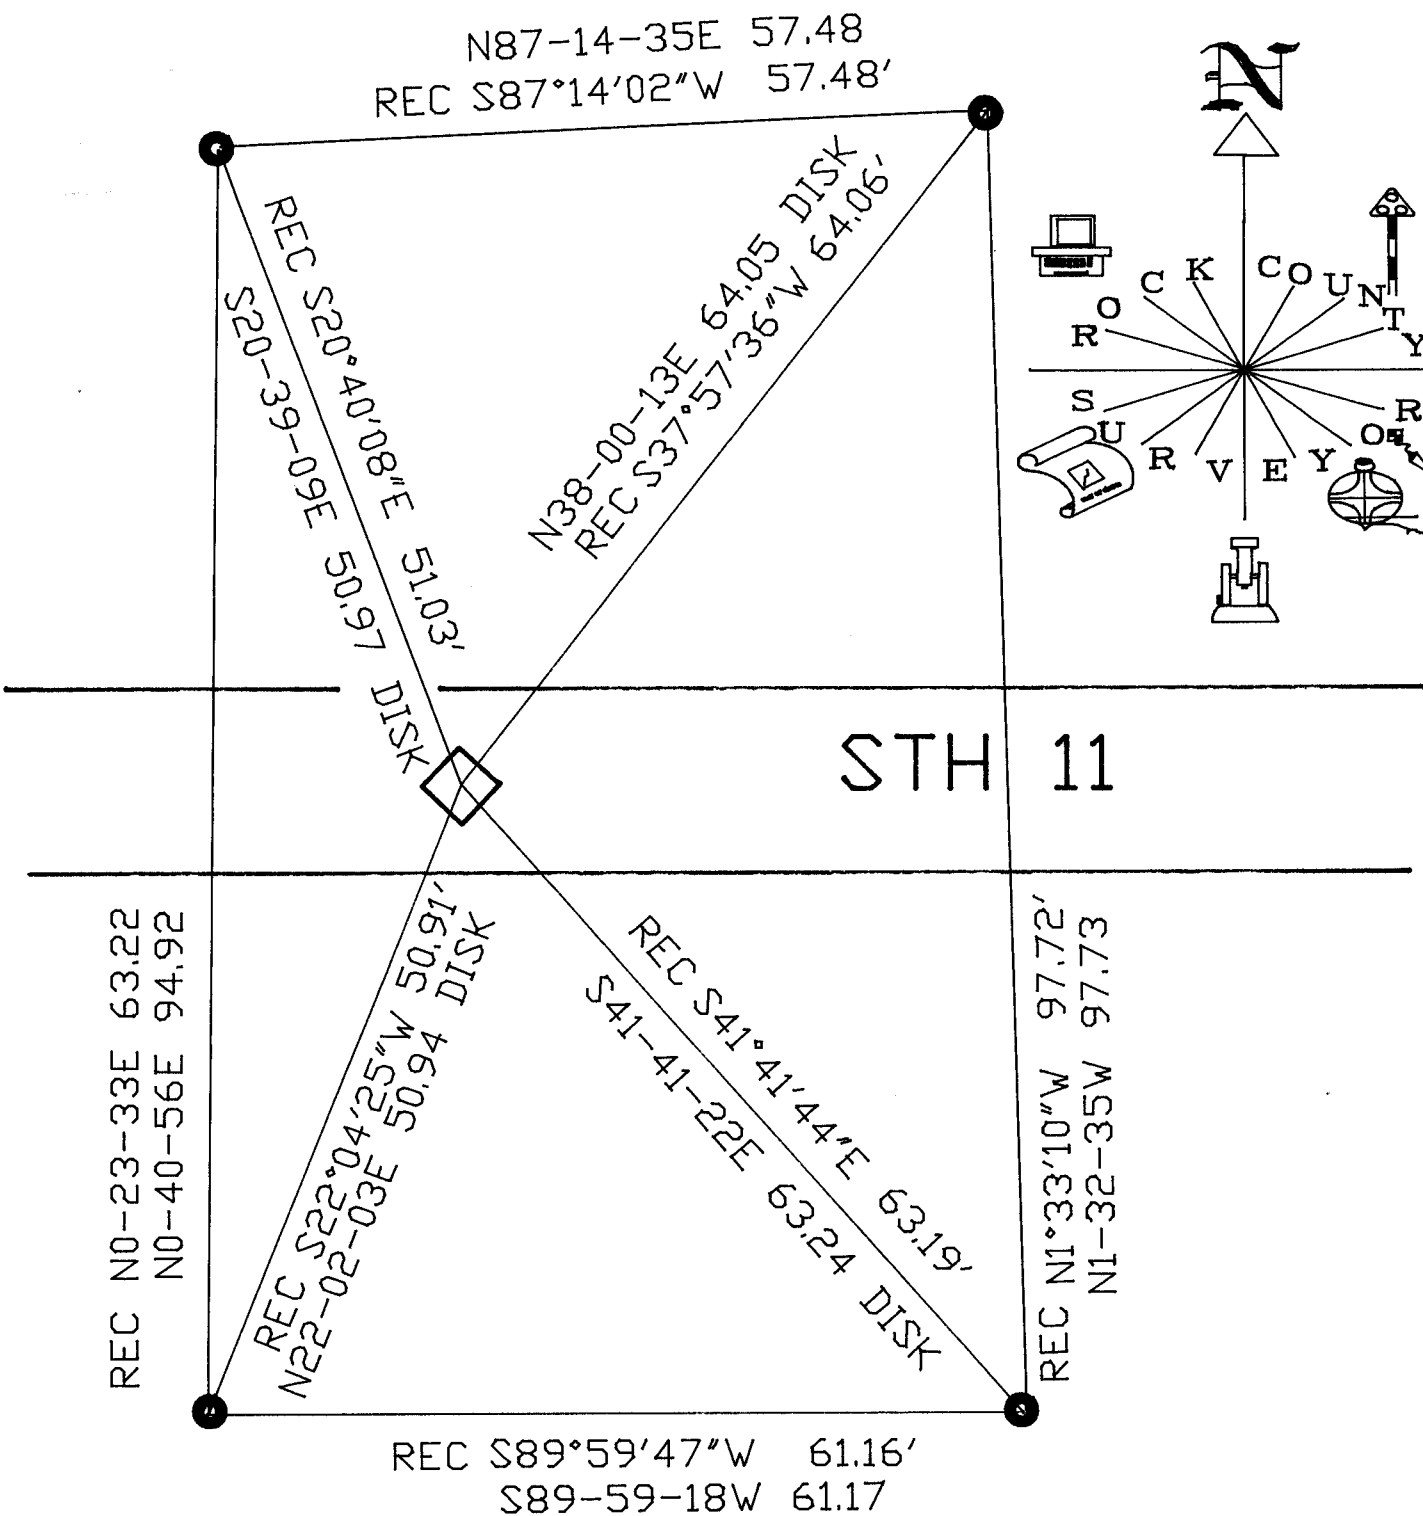 N87-14-35E 57.48
REC S87°14'02"W 57.48'
N
REC S20°40'08"E 51.03'
S20-39-09E 50.97 DISK
N38-00-13E 64.05 DISK
REC S37°57'36"W 64.06'
ROCK COUNTY
SURVEYOR
STH 11
REC N0-23-33E 63.22
N0-40-56E 94.92
REC S22°04'25"W 50.91'
N22-02-03E 50.94 DISK
REC S41°41'44"E 63.19'
S41-41-22E 63.24 DISK
REC N1°33'10"W 97.72'
N1-32-35W 97.73
REC S89°59'47"W 61.16'
S89-59-18W 61.17